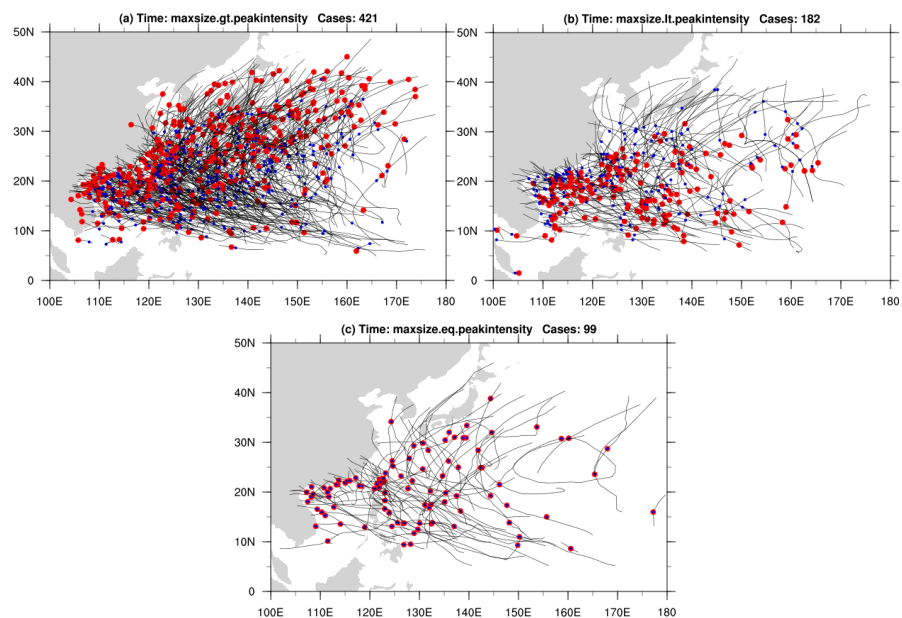 (a) Time: maxsize.gt.peakintensity Cases: 421
50N
40N
30N
20N
10N
0
100E 110E 120E 130E 140E 150E 160E 170E 180
(b) Time: maxsize.lt.peakintensity Cases: 182
50N
40N
30N
20N
10N
0
100E 110E 120E 130E 140E 150E 160E 170E 180
(c) Time: maxsize.eq.peakintensity Cases: 99
50N
40N
30N
20N
10N
0
100E 110E 120E 130E 140E 150E 160E 170E 180